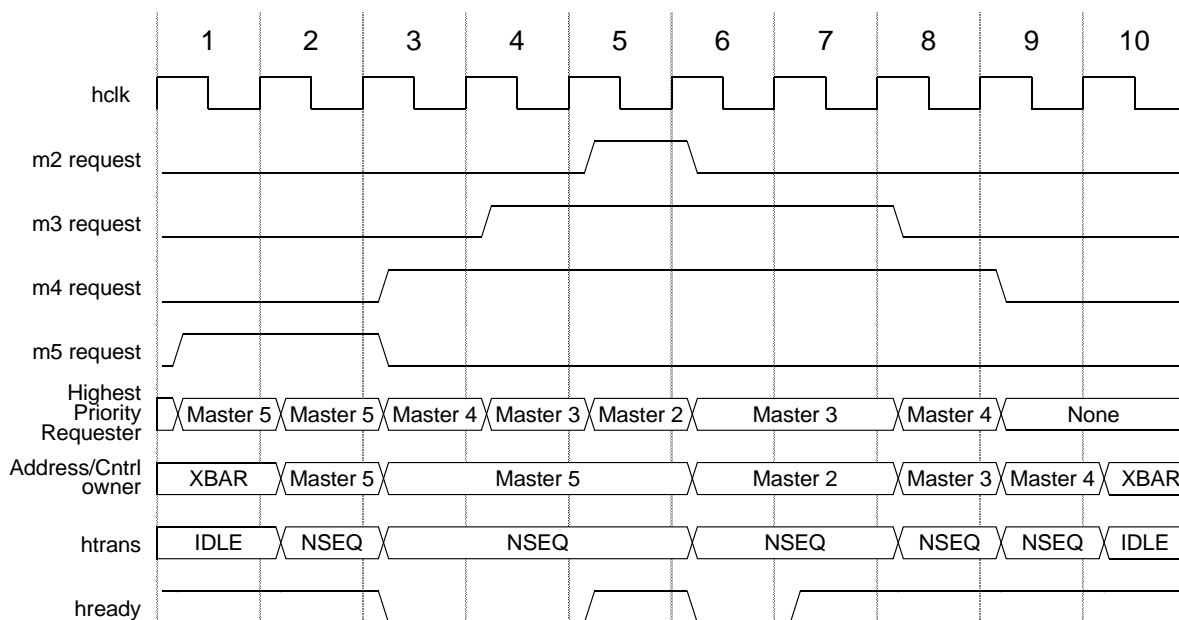 1 2 3 4 5 6 7 8 9 10
hclk
m2 request
m3 request
m4 request
m5 request
Highest
Priority
Requester
Master 5 Master 5 Master 4 Master 3 Master 2 Master 3 Master 4 None
Address/Cntrl
owner
XBAR Master 5 Master 5 Master 2 Master 3 Master 4 XBAR
htrans IDLE NSEQ NSEQ NSEQ NSEQ NSEQ IDLE
hready